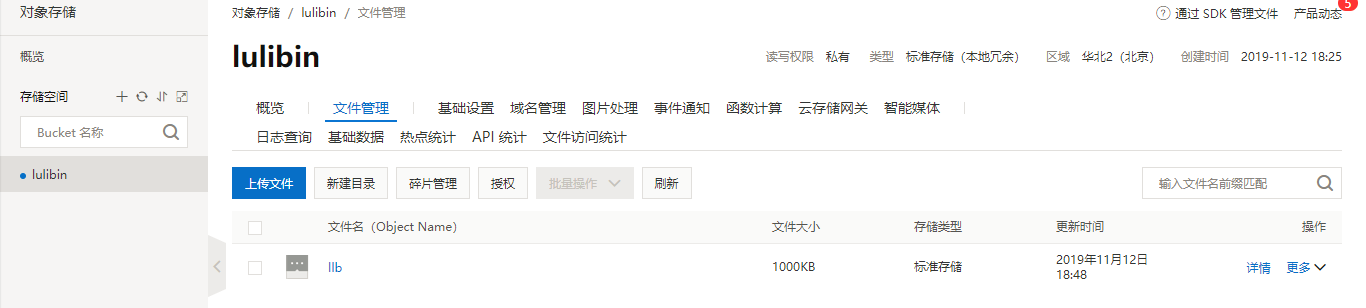 对象存储
概览
存储空间
Bucket 名称
lulibin
对象存储 / lulibin / 文件管理
通过 SDK 管理文件 产品动态 5
lulibin
读写权限 私有 类型 标准存储（本地冗余） 区域 华北2（北京） 创建时间 2019-11-12 18:25
概览 文件管理 基础设置 域名管理 图片处理 事件通知 函数计算 云存储网关 智能媒体
日志查询 基础数据 热点统计 API 统计 文件访问统计
上传文件 新建目录 碎片管理 授权 批量操作 刷新 输入文件名前缀匹配
文件名（Object Name） 文件大小 存储类型 更新时间 操作
llb 1000KB 标准存储 2019年11月12日 详情 更多
18:48